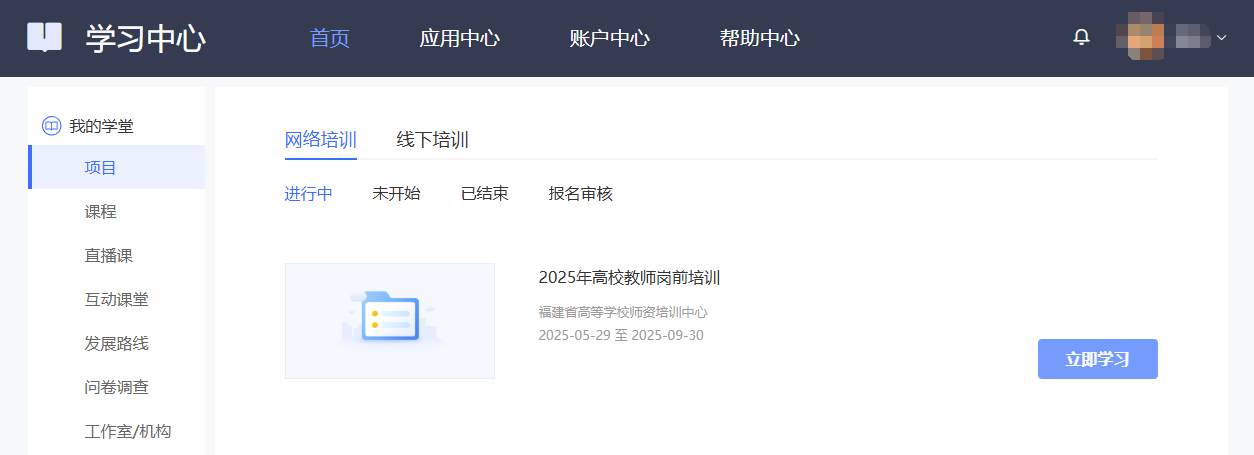 学习中心 首页 应用中心 账户中心 帮助中心
我的学堂
项目
课程
直播课
互动课堂
发展路线
问卷调查
工作室/机构
网络培训 线下培训
进行中 未开始 已结束 报名审核
2025年高校教师岗前培训
福建省高等学校师资培训中心
2025-05-29 至 2025-09-30
立即学习